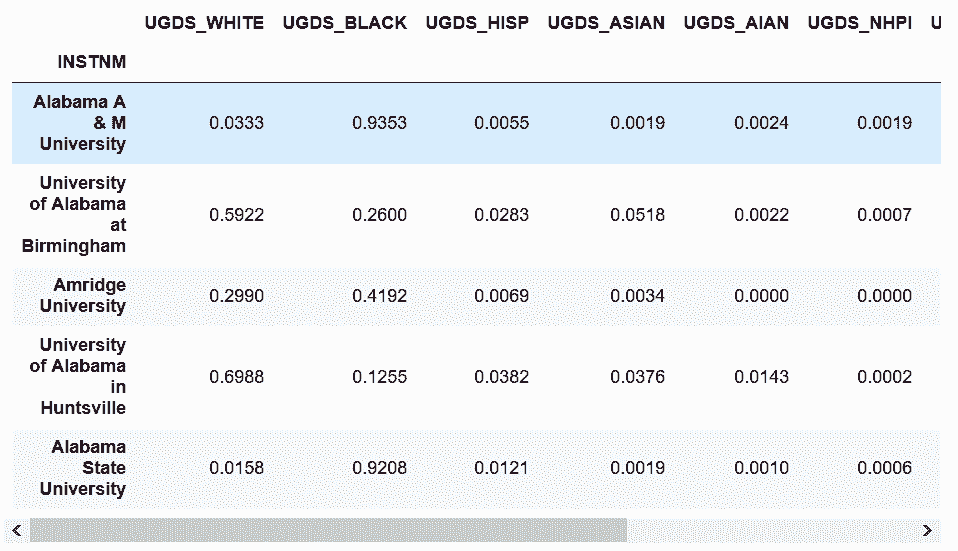 UGDS_WHITE UGDS_BLACK UGDS_HISP UGDS_ASIAN UGDS_AIAN UGDS_NHPI U
INSTNM
Alabama A
& M
University 0.0333 0.9353 0.0055 0.0019 0.0024 0.0019
University
of Alabama
at
Birmingham 0.5922 0.2600 0.0283 0.0518 0.0022 0.0007
Amridge
University 0.2990 0.4192 0.0069 0.0034 0.0000 0.0000
University
of Alabama
in
Huntsville 0.6988 0.1255 0.0382 0.0376 0.0143 0.0002
Alabama
State
University 0.0158 0.9208 0.0121 0.0019 0.0010 0.0006